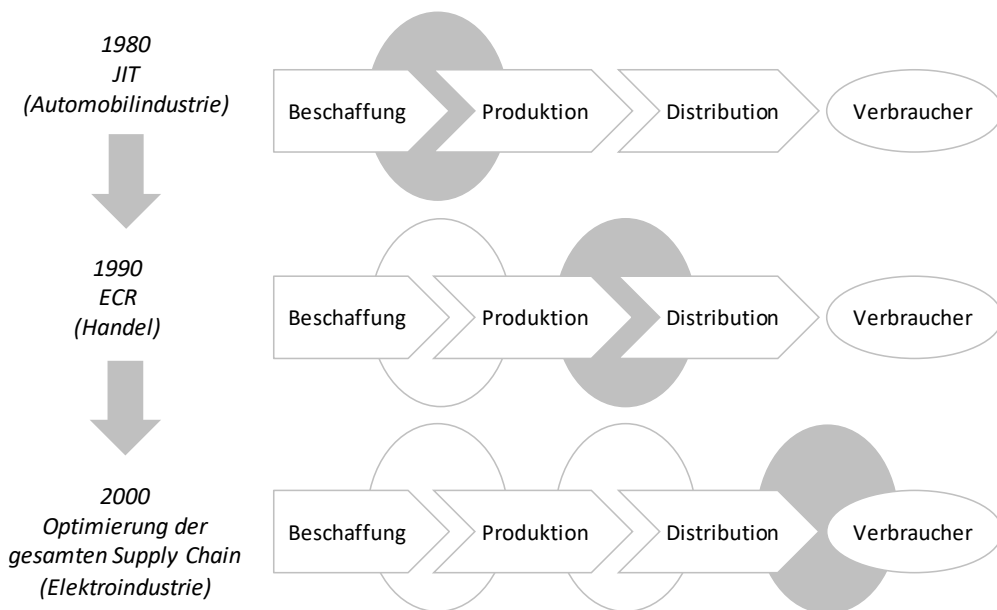 1980
JIT
(Automobilindustrie)
Beschaffung
Produktion
Distribution
Verbraucher
1990
ECR
(Handel)
Beschaffung
Produktion
Distribution
Verbraucher
2000
Optimierung der
gesamten Supply Chain
(Elektroindustrie)
Beschaffung
Produktion
Distribution
Verbraucher